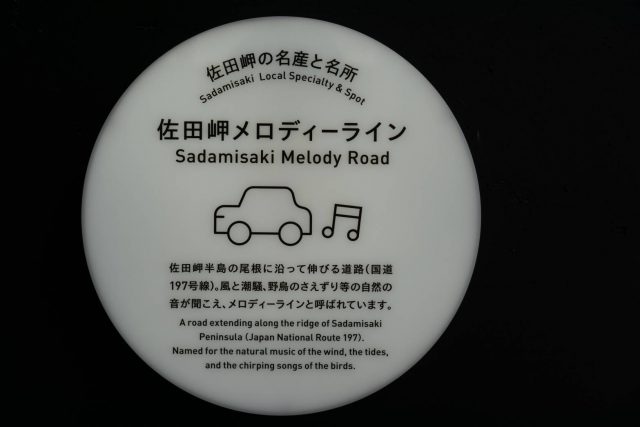 佐田岬の名産と名所
Sadamisaki Local Specialty & Spot
佐田岬メロディーライン
Sadamisaki Melody Road
佐田岬半島の尾根に沿って伸びる道路(国道
197号線)。風と潮騒、野鳥のさえずり等の自然の
音が聞こえ、メロディーラインと呼ばれています。
A road extending along the ridge of Sadamisaki
Peninsula (Japan National Route 197).
Named for the natural music of the wind, the tides,
and the chirping songs of the birds.